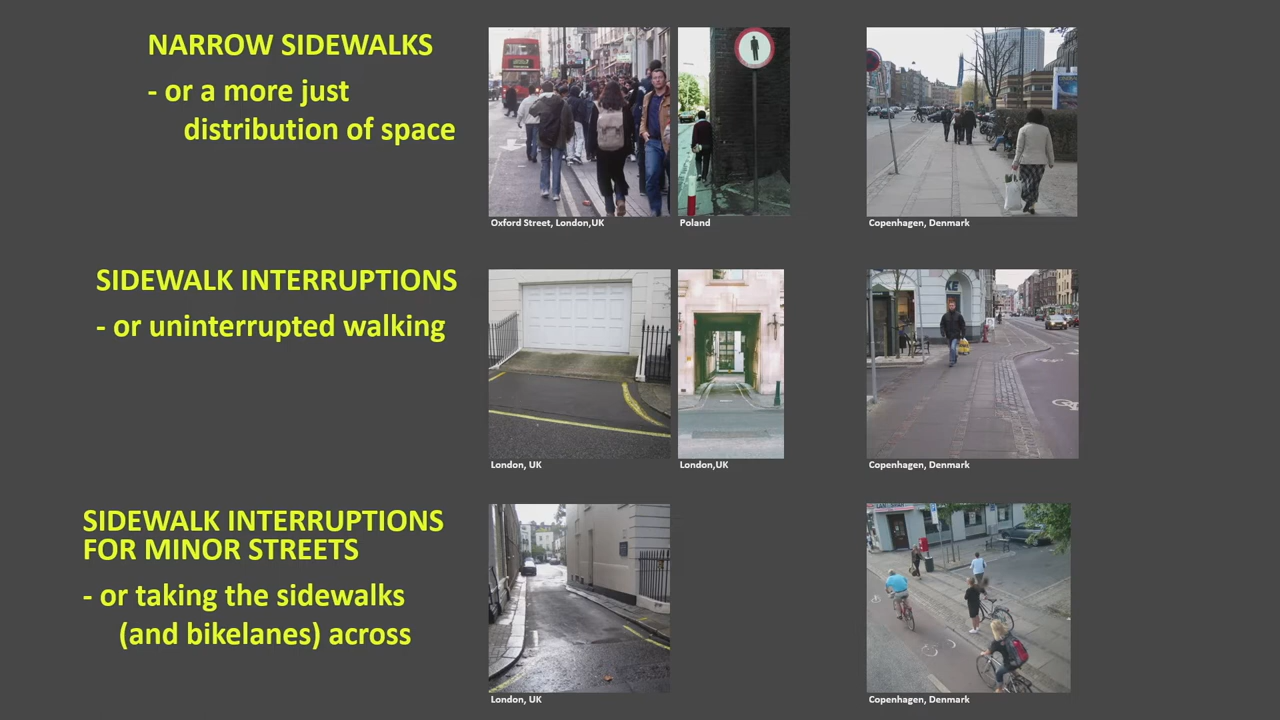 NARROW SIDEWALKS
- or a more just
distribution of space
Oxford Street, London,UK
Poland
Copenhagen, Denmark
SIDEWALK INTERRUPTIONS
- or uninterrupted walking
London, UK
London,UK
Copenhagen, Denmark
SIDEWALK INTERRUPTIONS
FOR MINOR STREETS
- or taking the sidewalks
(and bikelanes) across
London, UK
Copenhagen, Denmark